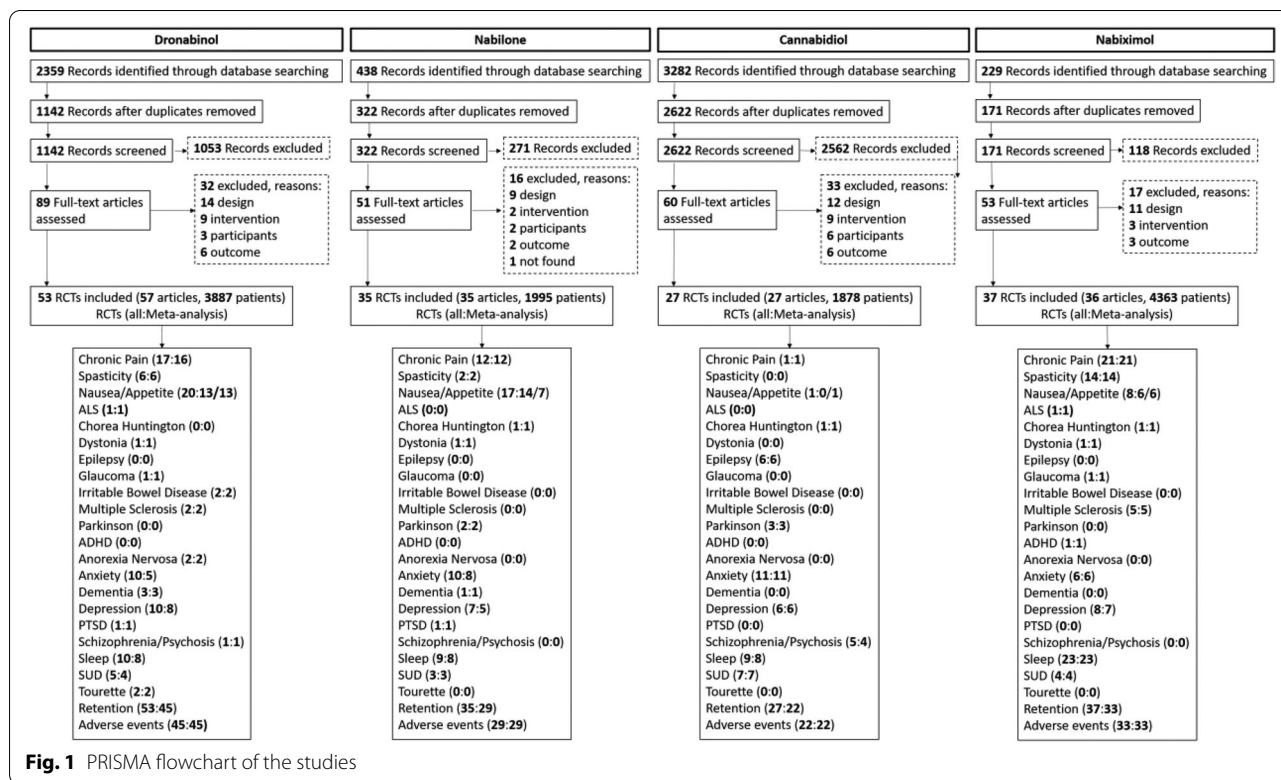 Dronabinol
2359 Records identified through database searching
1142 Records after duplicates removed
1142 Records screened
1053 Records excluded
89 Full-text articles
assessed
32 excluded, reasons:
14 design
9 intervention
3 participants
6 outcome
53 RCTs included (57 articles, 3887 patients)
RCTs (all:Meta-analysis)
Chronic Pain (17:16)
Spasticity (6:6)
Nausea/Appetite (20:13/13)
ALS (1:1)
Chorea Huntington (0:0)
Dystonia (1:1)
Epilepsy (0:0)
Glaucoma (1:1)
Irritable Bowel Disease (2:2)
Multiple Sclerosis (2:2)
Parkinson (0:0)
ADHD (0:0)
Anorexia Nervosa (2:2)
Anxiety (10:5)
Dementia (3:3)
Depression (10:8)
PTSD (1:1)
Schizophrenia/Psychosis (1:1)
Sleep (10:8)
SUD (5:4)
Tourette (2:2)
Retention (53:45)
Adverse events (45:45)
Nabilone
438 Records identified through database searching
322 Records after duplicates removed
322 Records screened
271 Records excluded
51 Full-text articles
assessed
16 excluded, reasons:
9 design
2 intervention
2 participants
2 outcome
1 not found
35 RCTs included (35 articles, 1995 patients)
RCTs (all:Meta-analysis)
Chronic Pain (12:12)
Spasticity (2:2)
Nausea/Appetite (17:14/7)
ALS (0:0)
Chorea Huntington (1:1)
Dystonia (1:1)
Epilepsy (0:0)
Glaucoma (0:0)
Irritable Bowel Disease (0:0)
Multiple Sclerosis (0:0)
Parkinson (2:2)
ADHD (0:0)
Anorexia Nervosa (0:0)
Anxiety (10:8)
Dementia (1:1)
Depression (7:5)
PTSD (1:1)
Schizophrenia/Psychosis (0:0)
Sleep (9:8)
SUD (3:3)
Tourette (0:0)
Retention (35:29)
Adverse events (29:29)
Cannabidiol
3282 Records identified through database searching
2622 Records after duplicates removed
2622 Records screened
2562 Records excluded
60 Full-text articles
assessed
33 excluded, reasons:
12 design
9 intervention
6 participants
6 outcome
27 RCTs included (27 articles, 1878 patients)
RCTs (all:Meta-analysis)
Chronic Pain (1:1)
Spasticity (0:0)
Nausea/Appetite (1:0/1)
ALS (0:0)
Chorea Huntington (1:1)
Dystonia (0:0)
Epilepsy (6:6)
Glaucoma (0:0)
Irritable Bowel Disease (0:0)
Multiple Sclerosis (0:0)
Parkinson (3:3)
ADHD (0:0)
Anorexia Nervosa (0:0)
Anxiety (11:11)
Dementia (0:0)
Depression (6:6)
PTSD (0:0)
Schizophrenia/Psychosis (5:4)
Sleep (9:8)
SUD (7:7)
Tourette (0:0)
Retention (27:22)
Adverse events (22:22)
Nabiximol
229 Records identified through database searching
171 Records after duplicates removed
171 Records screened
118 Records excluded
53 Full-text articles
assessed
17 excluded, reasons:
11 design
3 intervention
3 outcome
37 RCTs included (36 articles, 4363 patients)
RCTs (all:Meta-analysis)
Chronic Pain (21:21)
Spasticity (14:14)
Nausea/Appetite (8:6/6)
ALS (1:1)
Chorea Huntington (1:1)
Dystonia (1:1)
Epilepsy (0:0)
Glaucoma (1:1)
Irritable Bowel Disease (0:0)
Multiple Sclerosis (5:5)
Parkinson (0:0)
ADHD (1:1)
Anorexia Nervosa (0:0)
Anxiety (6:6)
Dementia (0:0)
Depression (8:7)
PTSD (0:0)
Schizophrenia/Psychosis (0:0)
Sleep (23:23)
SUD (4:4)
Tourette (0:0)
Retention (37:33)
Adverse events (33:33)
Fig. 1 PRISMA flowchart of the studies